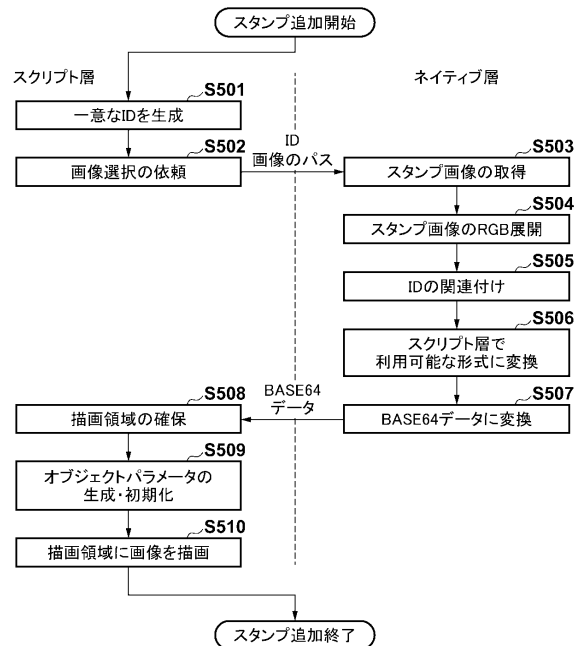 スタンプ追加開始
スクリプト層
ネイティブ層
S501
一意なIDを生成
S502
画像選択の依頼
ID
画像のパス
S503
スタンプ画像の取得
S504
スタンプ画像のRGB展開
S505
IDの関連付け
S506
スクリプト層で
利用可能な形式に変換
S507
BASE64データに変換
BASE64
データ
S508
描画領域の確保
S509
オブジェクトパラメータの
生成・初期化
S510
描画領域に画像を描画
スタンプ追加終了